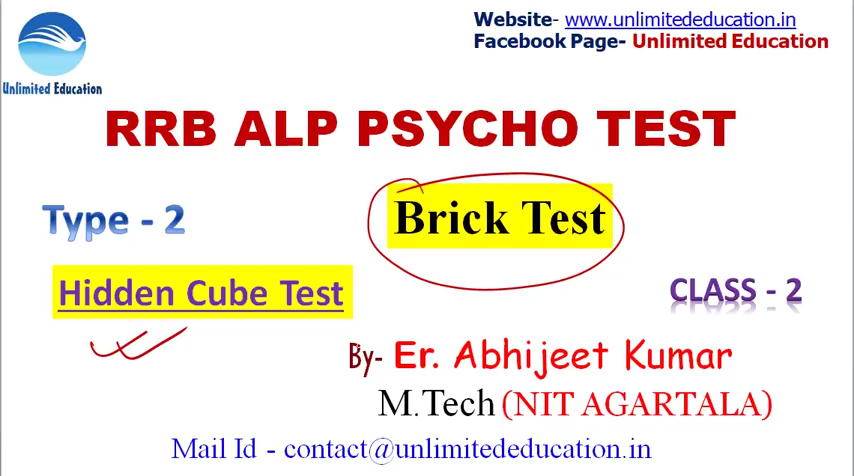 Website- www.unlimitededucation.in
Facebook Page- Unlimited Education
Unlimited Education
RRB ALP PSYCHO TEST
Type - 2
Brick Test
Hidden Cube Test
CLASS - 2
By- Er. Abhijeet Kumar
M.Tech (NIT AGARTALA)
Mail Id - contact@unlimitededucation.in